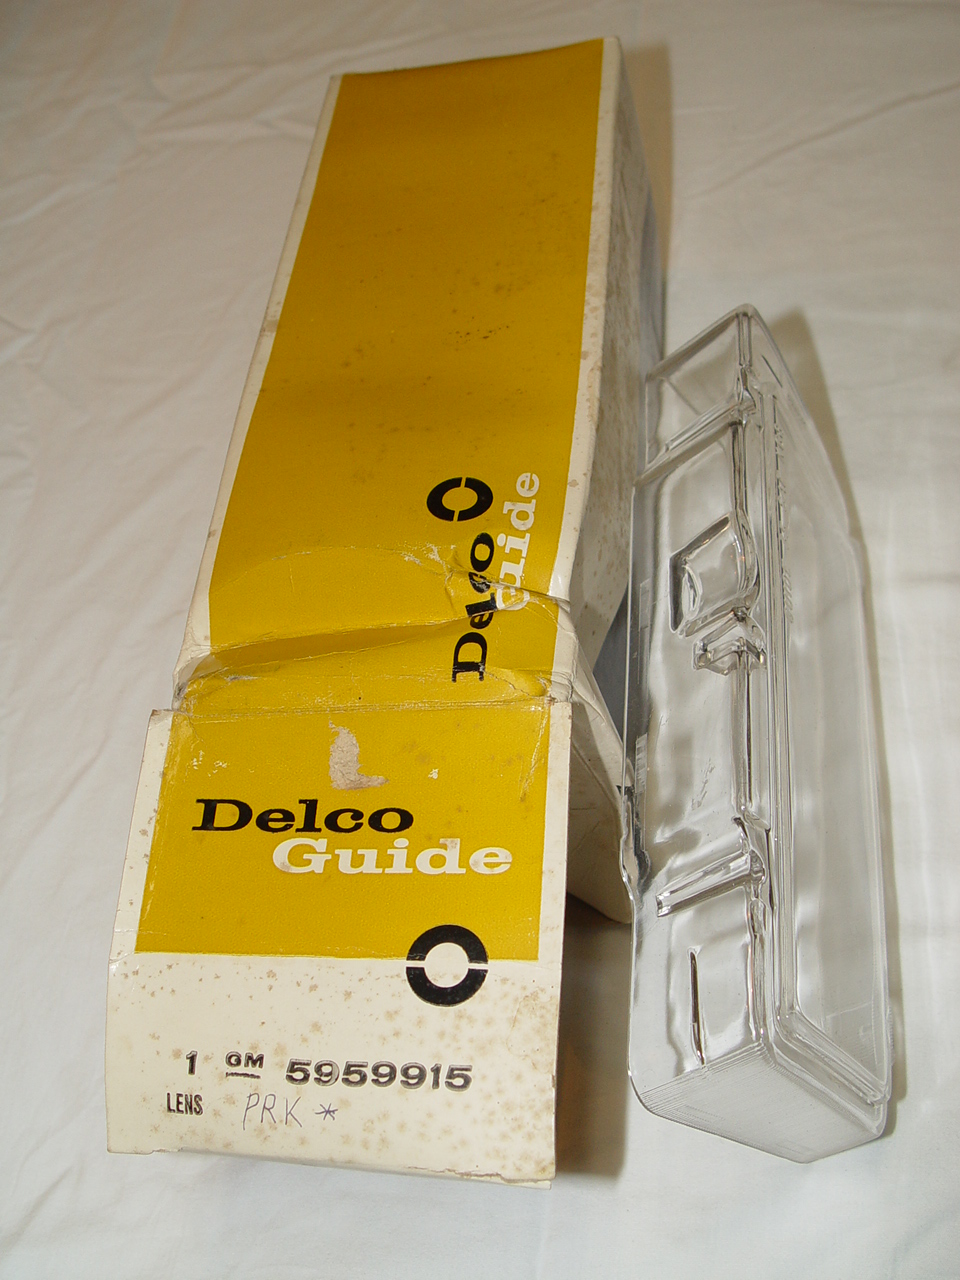 Delco
Guide
Delco
Guide
1 GM 5959915
LENS PRK *